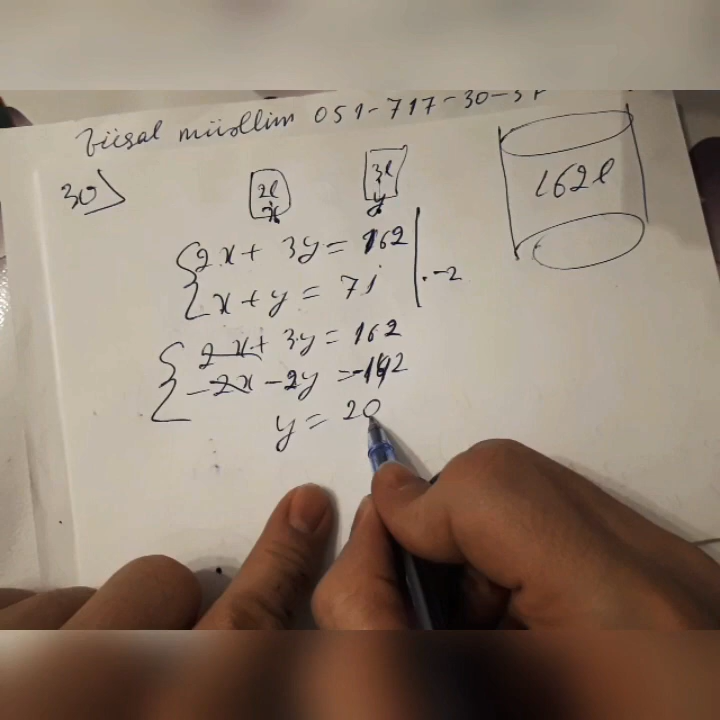 müəllim 051-717-30-
30)
2l
x
3l
y
162l
2x + 3y = 162
x + y = 71 | · -2
2x + 3y = 162
-2x - 2y = -142
y = 20